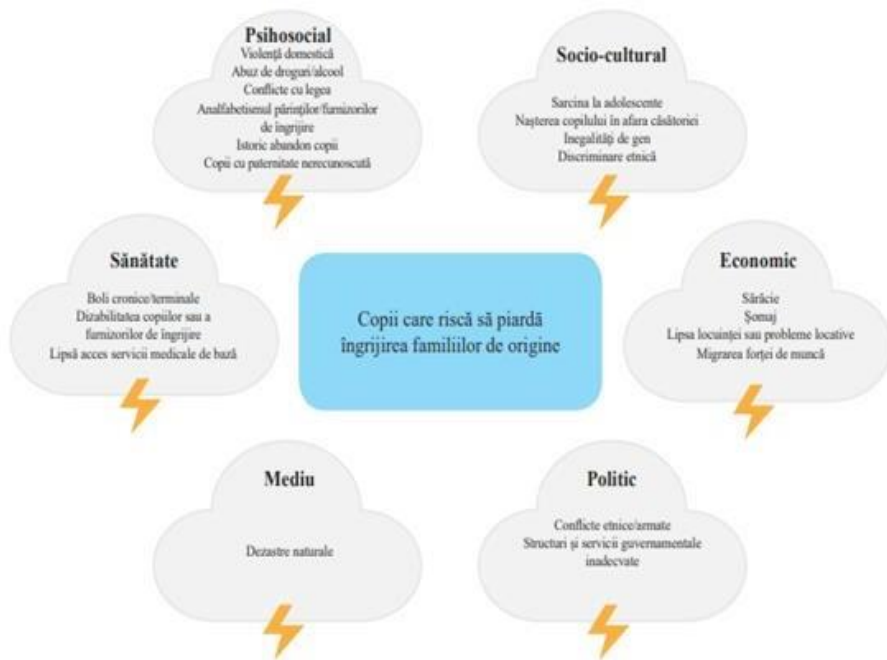 Psihosocial
Violență domestică
Abuz de droguri/alcool
Conflicte cu legea
Analfabetismul părinților/furnizorilor
de îngrijire
Istoric abandon copii
Copii cu paternitate nerecunoscută
Socio-cultural
Sarcina la adolescente
Nașterea copilului în afara căsătoriei
Inegalități de gen
Discriminare etnică
Sănătate
Boli cronice/terminale
Dizabilitatea copiilor sau a
furnizorilor de îngrijire
Lipsă acces servicii medicale de bază
Copii care riscă să piardă
îngrijirea familiilor de origine
Economic
Sărăcie
Șomaj
Lipsa locuinței sau probleme locative
Migrarea forței de muncă
Mediu
Dezastre naturale
Politic
Conflicte etnice/armate
Structuri și servicii guvernamentale
inadecvate